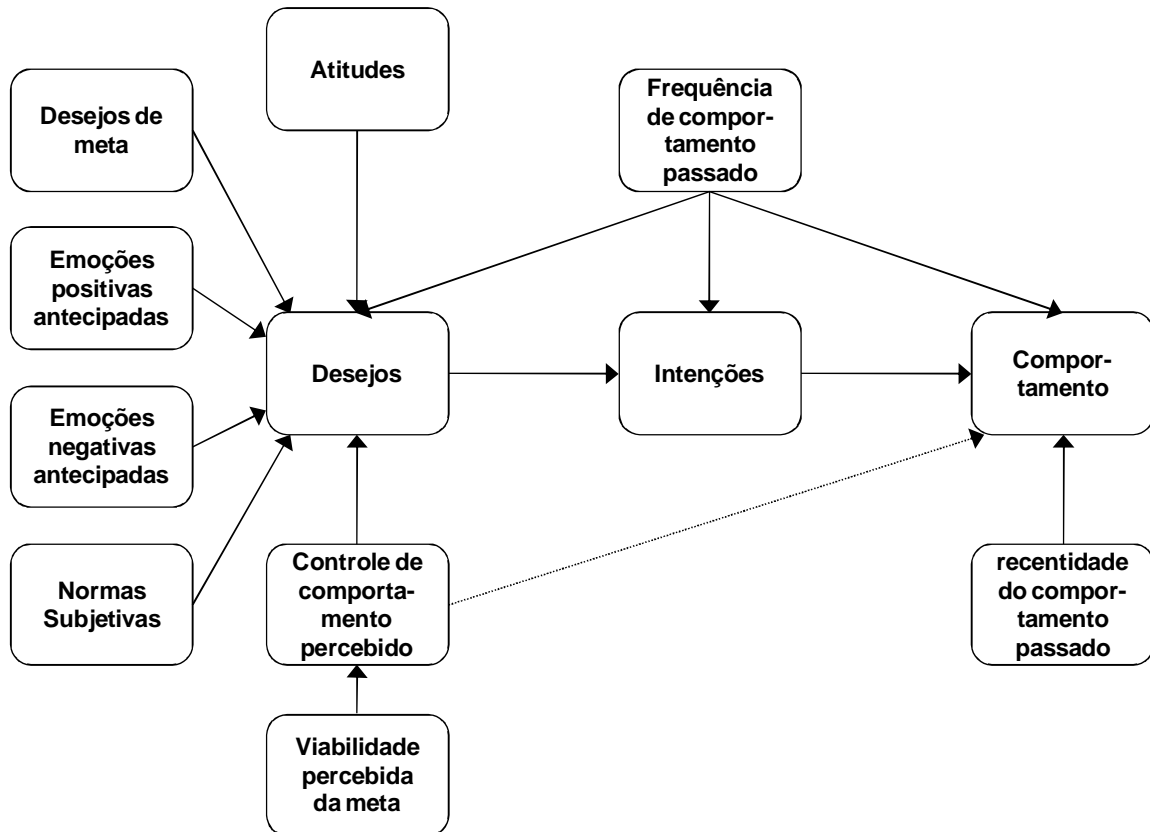 Atitudes
Desejos de
meta
Frequência
de compor-
tamento
passado
Emoções
positivas
antecipadas
Desejos
Intenções
Compor-
tamento
Emoções
negativas
antecipadas
Normas
Subjetivas
Controle de
comporta-
mento
percebido
recentidade
do compor-
tamento
passado
Viabilidade
percebida
da meta